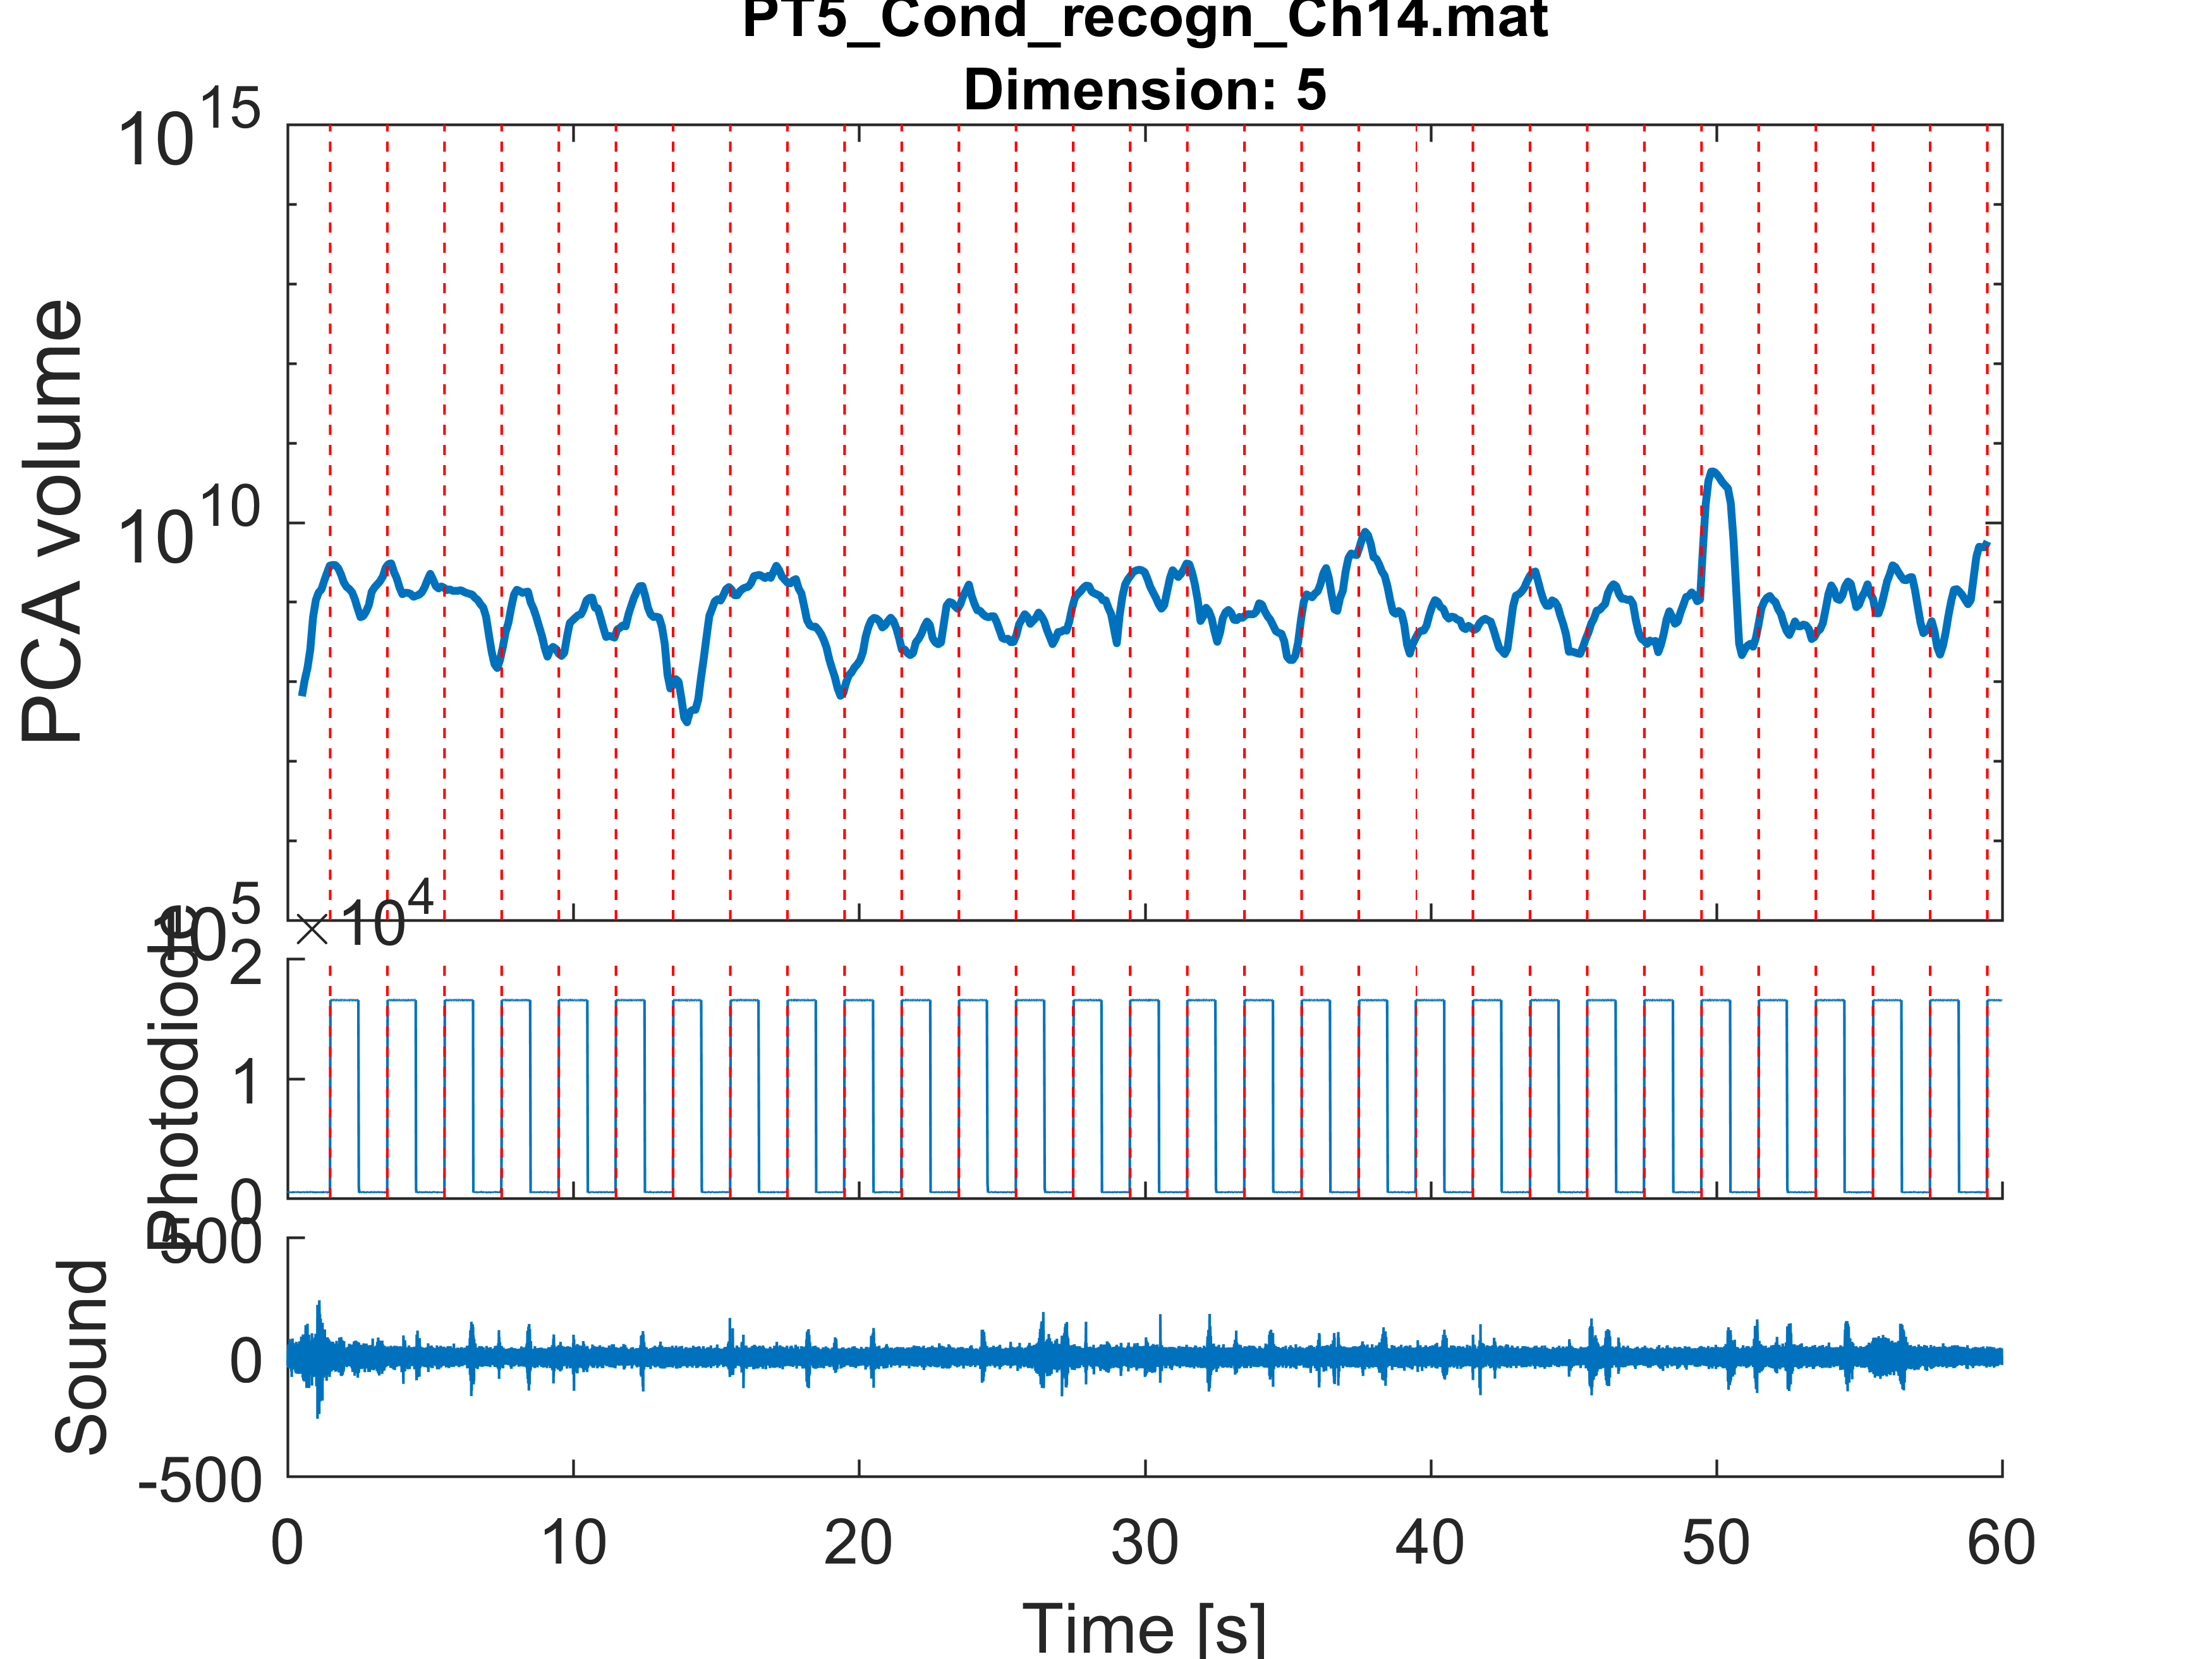 PT5_Cond_recogn_Ch14.mat
Dimension: 5
PCA volume
10^15
10^10
10^5
×10^4
Photodiode
2
1
0
Sound
500
0
-500
0 10 20 30 40 50 60
Time [s]